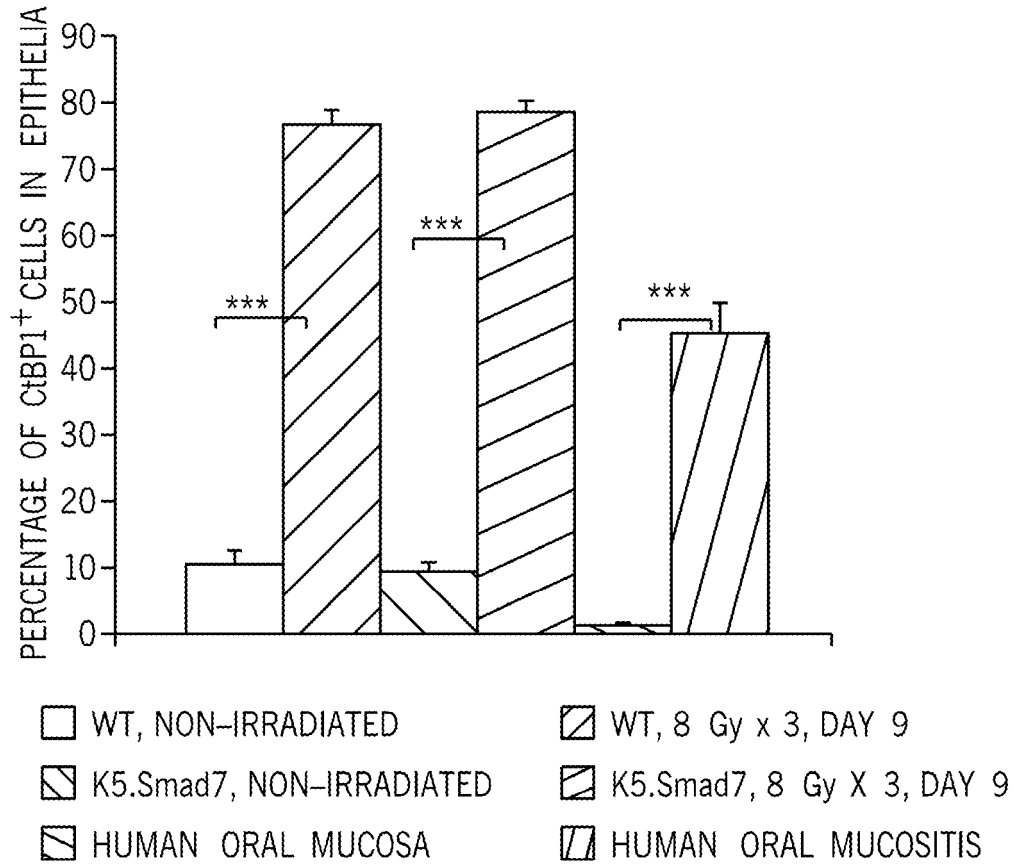 PERCENTAGE OF CtBP1+ CELLS IN EPITHELIA
90
80
70
60
50
40
30
20
10
0
***
***
***
WT, NON-IRRADIATED
WT, 8 Gy x 3, DAY 9
K5.Smad7, NON-IRRADIATED
K5.Smad7, 8 Gy X 3, DAY 9
HUMAN ORAL MUCOSA
HUMAN ORAL MUCOSITIS